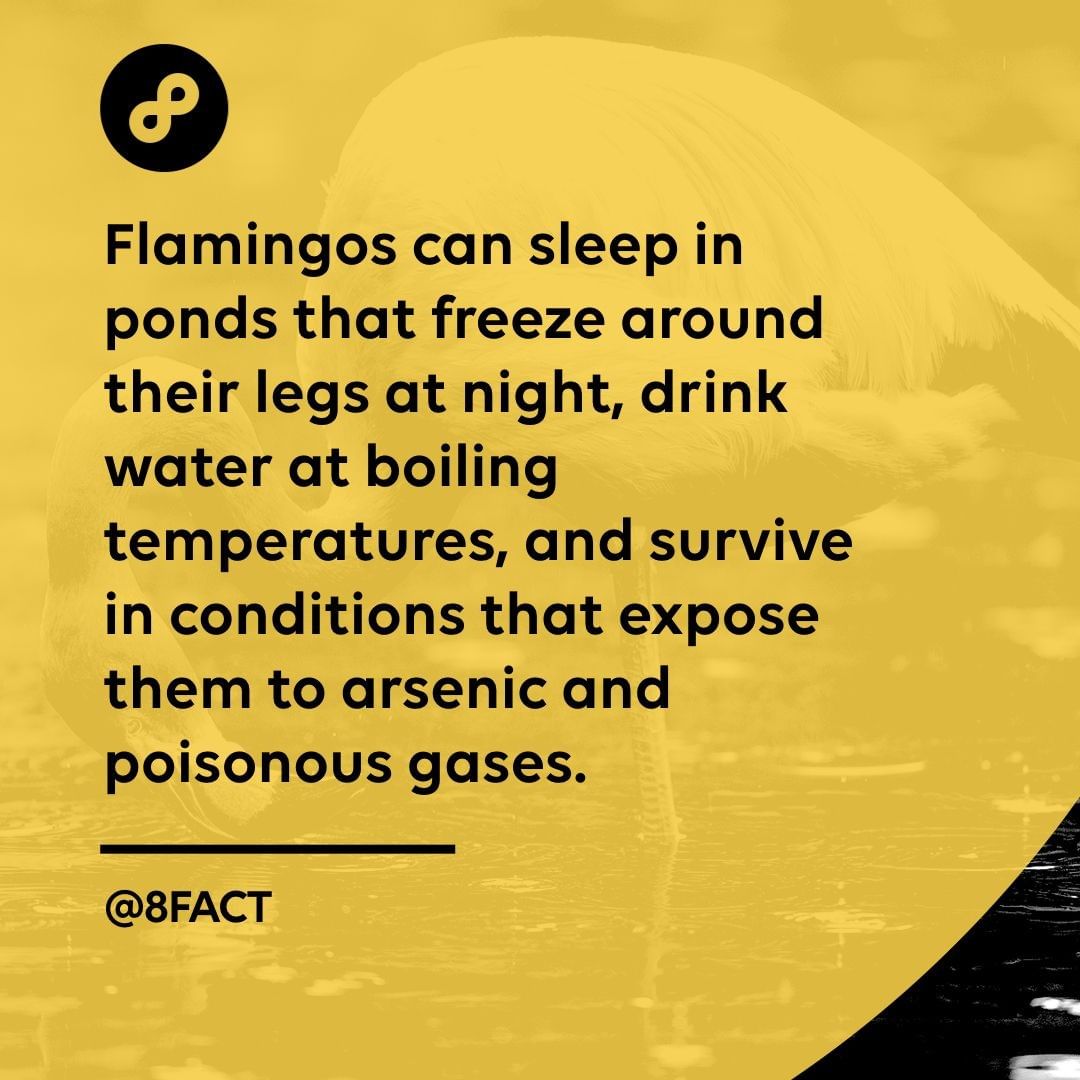 Flamingos can sleep in
ponds that freeze around
their legs at night, drink
water at boiling
temperatures, and survive
in conditions that expose
them to arsenic and
poisonous gases.
@8FACT